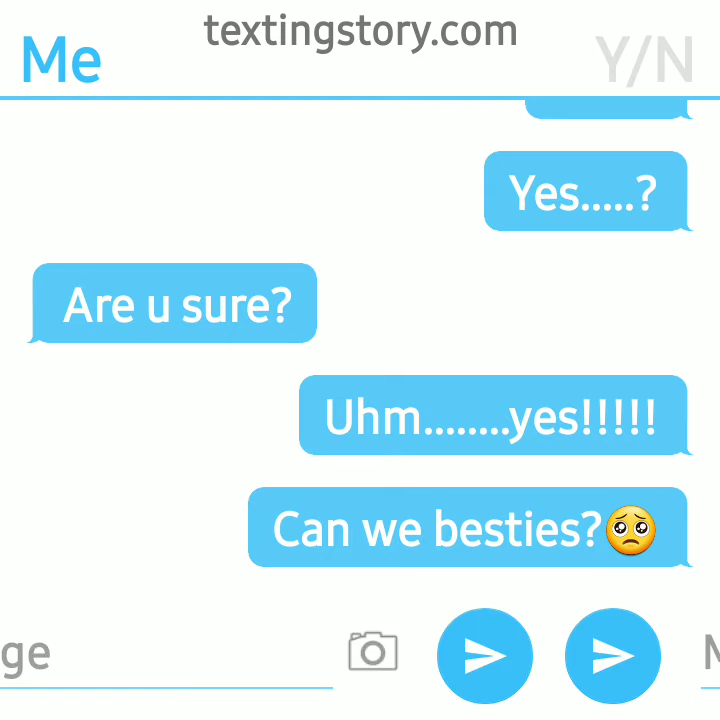 textingstory.com
Me
Y/N
Yes.....?
Are u sure?
Uhm........yes!!!!!
Can we besties?🥺
ge